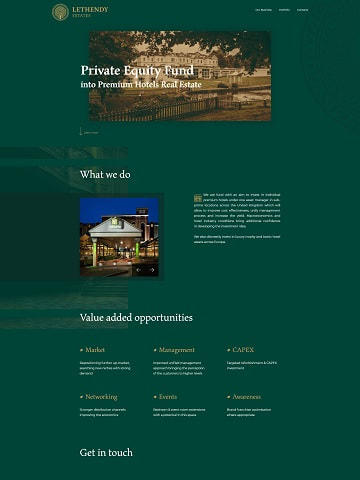 LETHENDY
ESTATES
Our Business Portfolio Contacts
Private Equity Fund
into Premium Hotels Real Estate
Learn more
What we do
We are fund with an aim to invest in individual
premium hotels under one asset manager in sub-
prime locations across the United Kingdom which will
allow to improve cost effectiveness, unify management
process and increase the yield. Macroeconomics and
hotel industry conditions bring additional confidence
in developing the investment idea.
We also discreetly invest in luxury trophy and iconic hotel
assets across Europe.
Value added opportunities
Market
Repositioning further up market,
searching new niches with strong
demand
Management
Improved unified management
approach bringing the perception
of the customers to higher levels
CAPEX
Targeted refurbishment & CAPEX
investment
Networking
Stronger distribution channels
improving the economics
Events
Bedroom & event room extensions
with a potential in this space
Awareness
Brand franchise optimisation
where appropriate
Get in touch